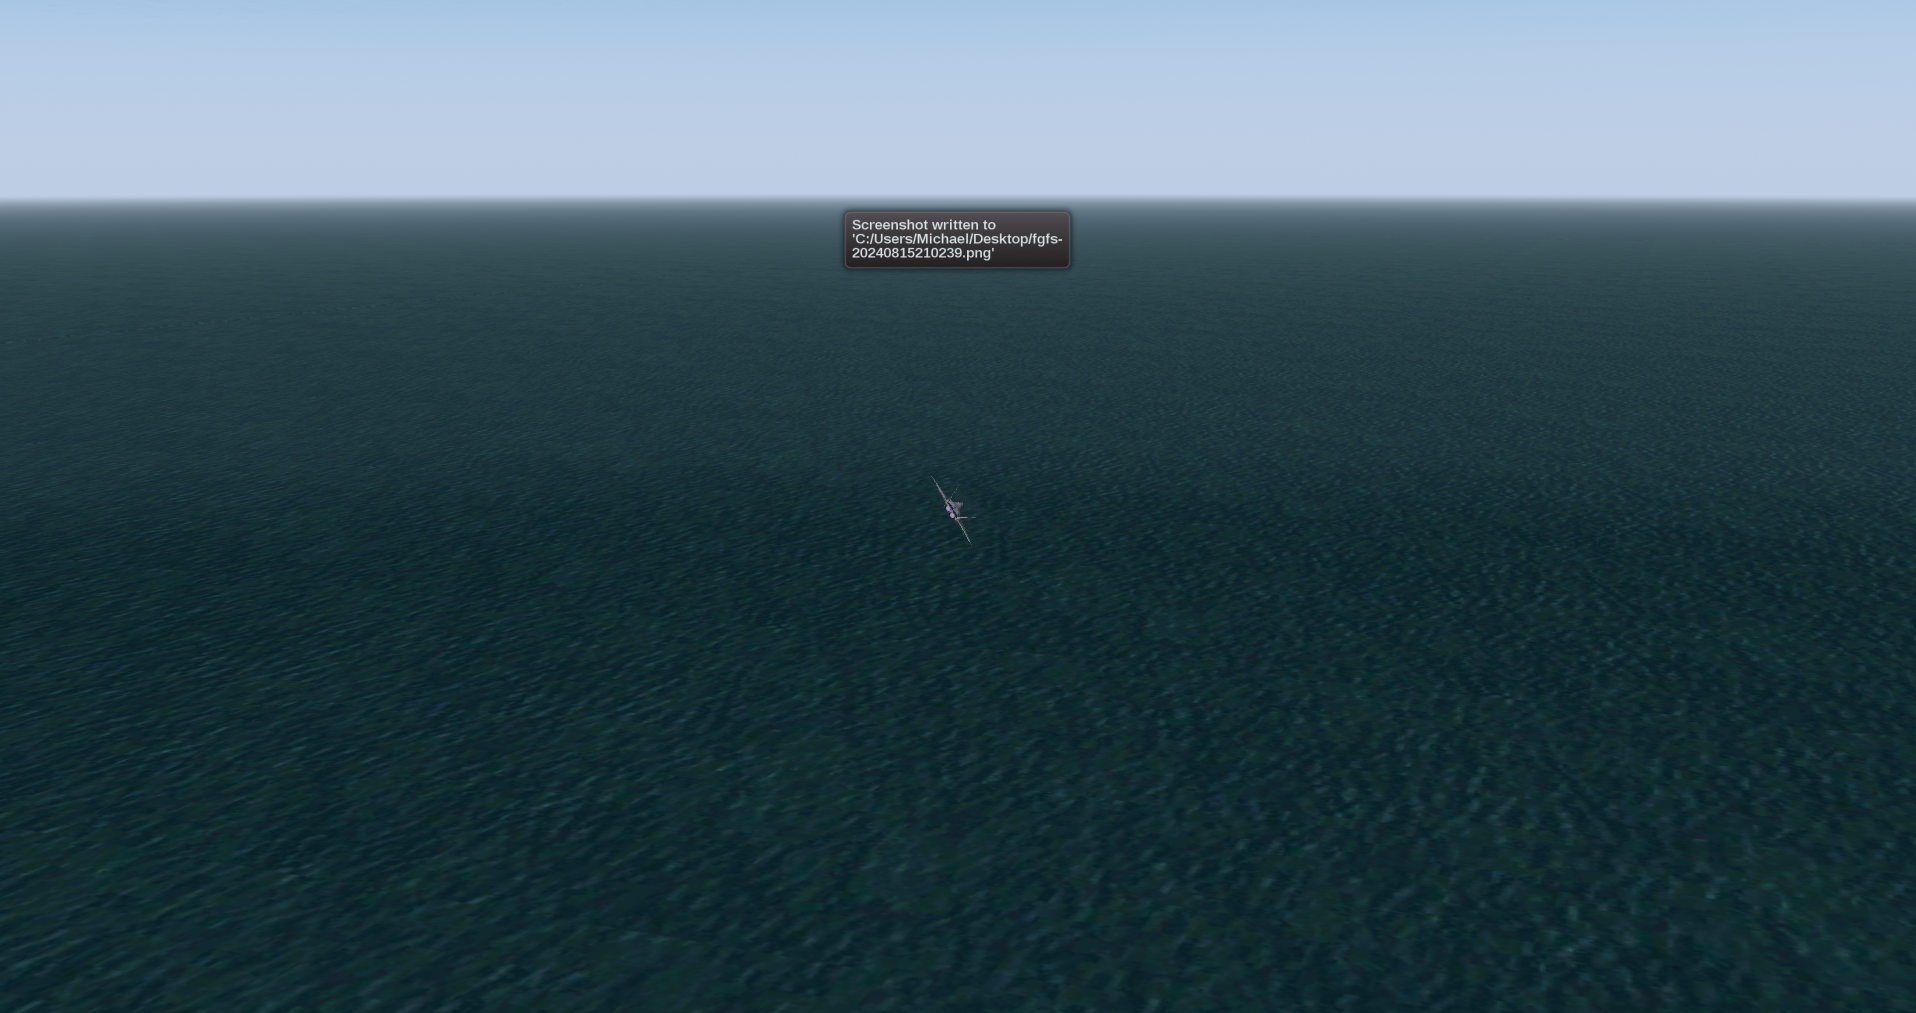 Screenshot written to
'C:/Users/Michael/Desktop/fgfs-
20240815210239.png'